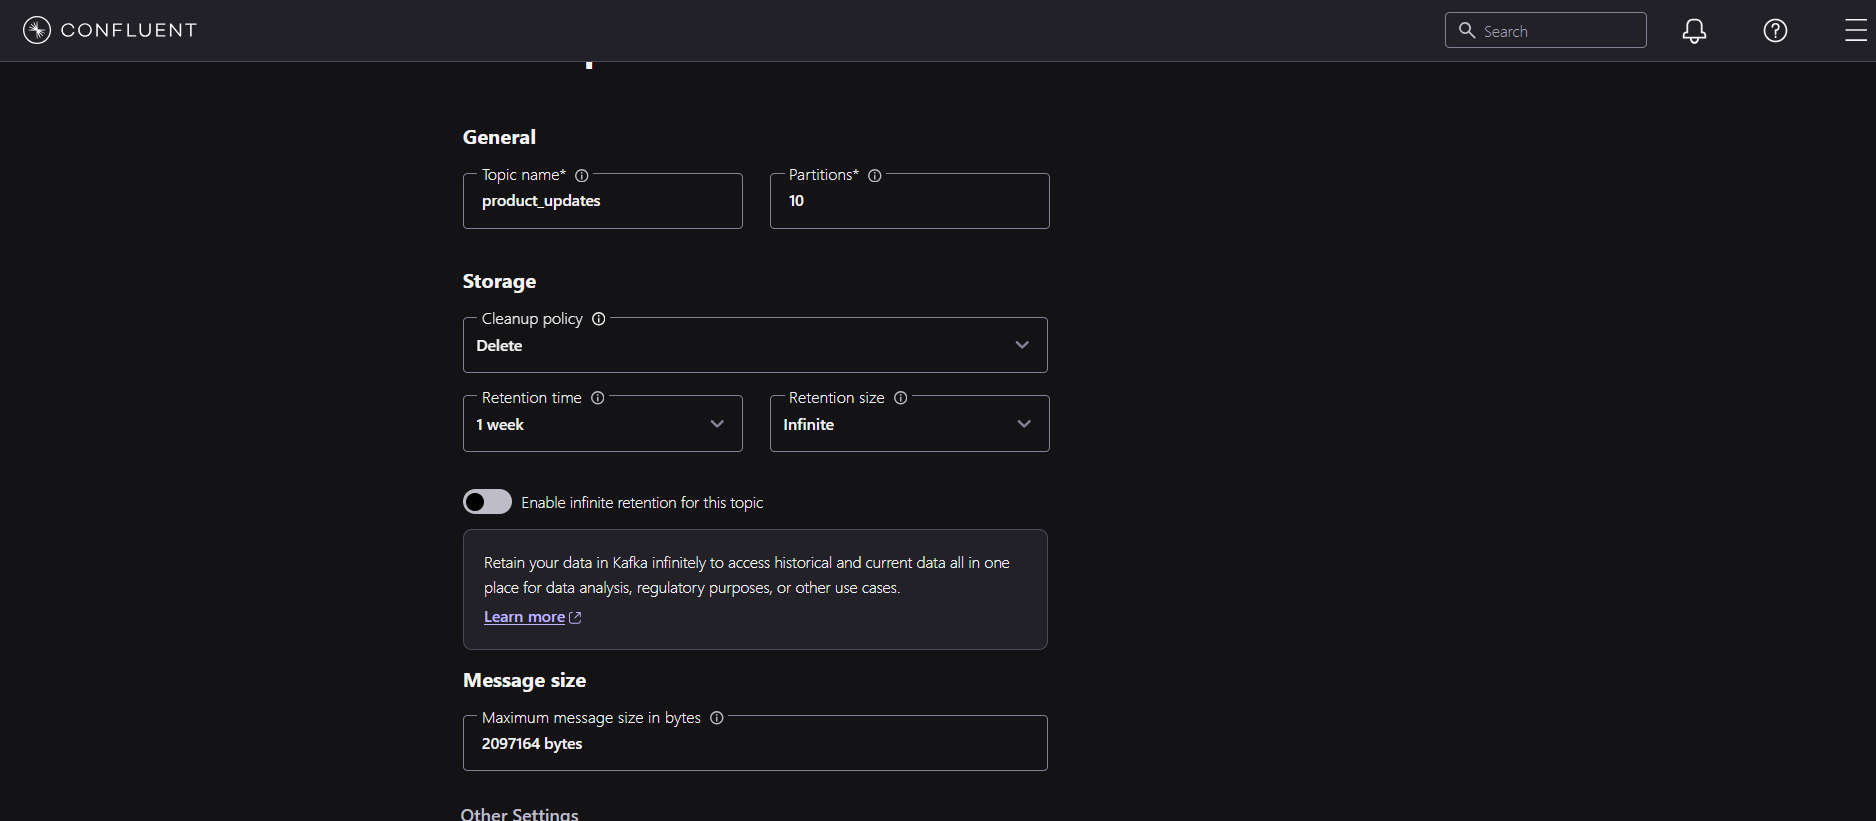 CONFLUENT
Search
General
Topic name*
Partitions*
product_updates
10
Storage
Cleanup policy
Delete
Retention time
Retention size
1 week
Infinite
Enable infinite retention for this topic
Retain your data in Kafka infinitely to access historical and current data all in one
place for data analysis, regulatory purposes, or other use cases.
Learn more
Message size
Maximum message size in bytes
2097164 bytes
Other Settings